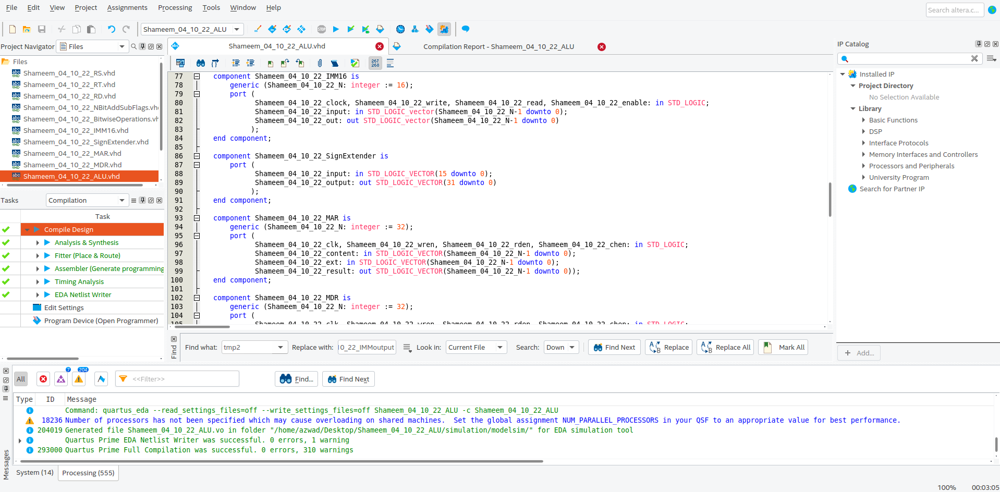 File Edit View Project Assignments Processing Tools Window Help
Search altera.c...
Shameem_04_10_22_ALU
STOP
Project Navigator Files
Files
Shameem_04_10_22_RS.vhd
Shameem_04_10_22_RT.vhd
Shameem_04_10_22_RD.vhd
Shameem_04_10_22_NBitAddSubFlags.vhd
Shameem_04_10_22_BitwiseOperations.vh
Shameem_04_10_22_IMM16.vhd
Shameem_04_10_22_SignExtender.vhd
Shameem_04_10_22_MAR.vhd
Shameem_04_10_22_MDR.vhd
Shameem_04_10_22_ALU.vhd
Tasks Compilation
Task
Compile Design
Analysis & Synthesis
Fitter (Place & Route)
Assembler (Generate programming
Timing Analysis
EDA Netlist Writer
Edit Settings
Program Device (Open Programmer)
Shameem_04_10_22_ALU.vhd
Compilation Report - Shameem_04_10_22_ALU
267
268
77 component Shameem_04_10_22_IMM16 is
78 generic (Shameem_04_10_22_N: integer := 16);
79 port (
80 Shameem_04_10_22_clock, Shameem_04_10_22_write, Shameem_04_10_22_read, Shameem_04_10_22_enable: in STD_LOGIC;
81 Shameem_04_10_22_input: in STD_LOGIC_vector(Shameem_04_10_22_N-1 downto 0);
82 Shameem_04_10_22_out: out STD_LOGIC_vector(Shameem_04_10_22_N-1 downto 0)
83 );
84 end component;
85
86 component Shameem_04_10_22_SignExtender is
87 port (
88 Shameem_04_10_22_input: in STD_LOGIC_VECTOR(15 downto 0);
89 Shameem_04_10_22_output: out STD_LOGIC_VECTOR(31 downto 0)
90 );
91 end component;
92
93 component Shameem_04_10_22_MAR is
94 generic (Shameem_04_10_22_N: integer := 32);
95 port (
96 Shameem_04_10_22_clk, Shameem_04_10_22_wren, Shameem_04_10_22_rden, Shameem_04_10_22_chen: in STD_LOGIC;
97 Shameem_04_10_22_content: in STD_LOGIC_VECTOR(Shameem_04_10_22_N-1 downto 0);
98 Shameem_04_10_22_ext: in STD_LOGIC_VECTOR(Shameem_04_10_22_N-1 downto 0);
99 Shameem_04_10_22_result: out STD_LOGIC_VECTOR(Shameem_04_10_22_N-1 downto 0));
100 end component;
101
102 component Shameem_04_10_22_MDR is
103 generic (Shameem_04_10_22_N: integer := 32);
104 port (
105 Shameem_04_10_22_clk, Shameem_04_10_22_wren, Shameem_04_10_22_rden, Shameem_04_10_22_chen: in STD_LOGIC;
Find
Find what: tmp2 Replace with: 10_22_IMMoutput Look in: Current File Search: Down Find Next Replace Replace All Mark All
IP Catalog
Installed IP
Project Directory
No Selection Available
Library
Basic Functions
DSP
Interface Protocols
Memory Interfaces and Controllers
Processors and Peripherals
University Program
Search for Partner IP
+ Add...
All 7 204 <<Filter>> Find... Find Next
Type ID Message
Command: quartus_eda --read_settings_files=off --write_settings_files=off Shameem_04_10_22_ALU -c Shameem_04_10_22_ALU
18236 Number of processors has not been specified which may cause overloading on shared machines.  Set the global assignment NUM_PARALLEL_PROCESSORS in your QSF to an appropriate value for best performance.
204019 Generated file Shameem_04_10_22_ALU.vo in folder "/home/azwad/Desktop/Shameem_04_10_22_ALU/simulation/modelsim/" for EDA simulation tool
Quartus Prime EDA Netlist Writer was successful. 0 errors, 1 warning
293000 Quartus Prime Full Compilation was successful. 0 errors, 310 warnings
Messages
System (14) Processing (555)
100% 00:03:05